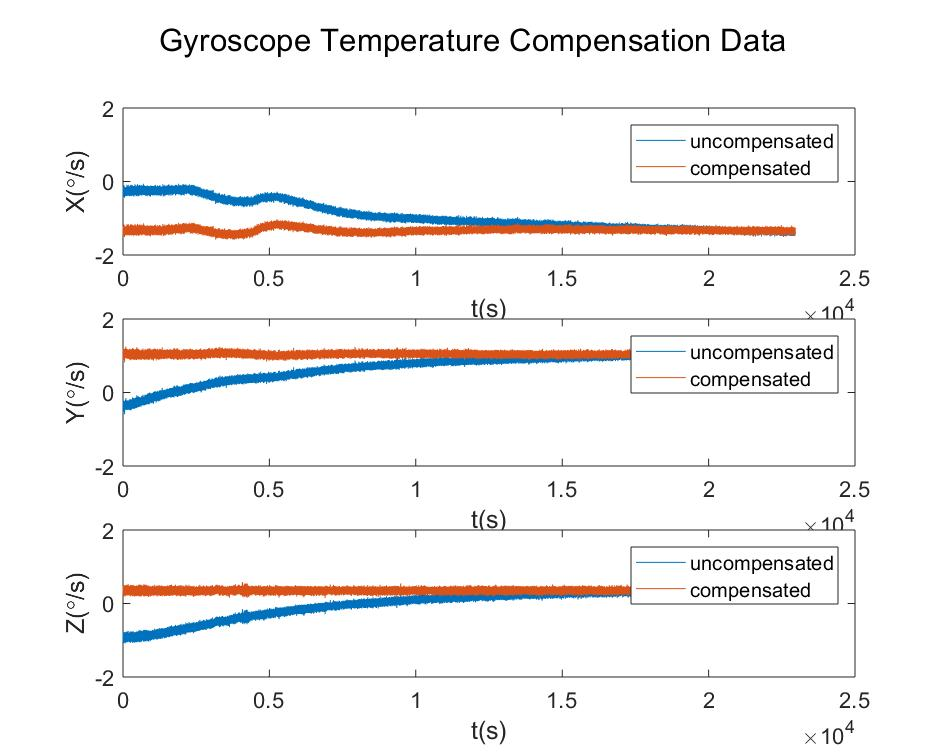 Gyroscope Temperature Compensation Data
2
0
-2
X(°/s)
uncompensated
compensated
0 0.5 1 1.5 2 2.5
t(s)
×10⁴
2
0
-2
Y(°/s)
uncompensated
compensated
0 0.5 1 1.5 2 2.5
t(s)
×10⁴
2
0
-2
Z(°/s)
uncompensated
compensated
0 0.5 1 1.5 2 2.5
t(s)
×10⁴